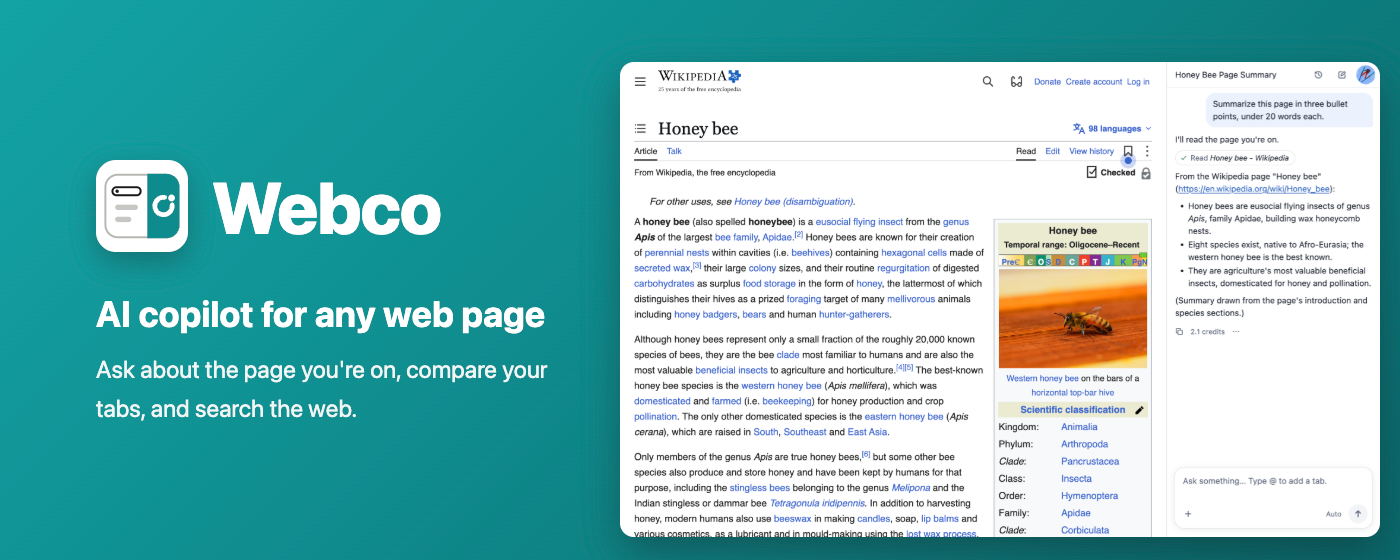 Webco
AI copilot for any web page
Ask about the page you're on, compare your
tabs, and search the web.
WIKIPEDIA
25 years of the free encyclopedia
Donate Create account Log in
Honey bee
98 languages
Article Talk
Read Edit View history
From Wikipedia, the free encyclopedia
Checked
For other uses, see Honey bee (disambiguation).
A honey bee (also spelled honeybee) is a eusocial flying insect from the genus
Apis of the largest bee family, Apidae.[2] Honey bees are known for their creation
of perennial nests within cavities (i.e. beehives) containing hexagonal cells made of
secreted wax,[3] their large colony sizes, and their routine regurgitation of digested
carbohydrates as surplus food storage in the form of honey, the lattermost of which
distinguishes their hives as a prized foraging target of many mellivorous animals
including honey badgers, bears and human hunter-gatherers.
Although honey bees represent only a small fraction of the roughly 20,000 known
species of bees, they are the bee clade most familiar to humans and are also the
most valuable beneficial insects to agriculture and horticulture.[4][5] The best-known
honey bee species is the western honey bee (Apis mellifera), which was
domesticated and farmed (i.e. beekeeping) for honey production and crop
pollination. The only other domesticated species is the eastern honey bee (Apis
cerana), which are raised in South, Southeast and East Asia.
Only members of the genus Apis are true honey bees,[6] but some other bee
species also produce and store honey and have been kept by humans for that
purpose, including the stingless bees belonging to the genus Melipona and the
Indian stingless or dammar bee Tetragonula iridipennis. In addition to harvesting
honey, modern humans also use beeswax in making candles, soap, lip balms and
various cosmetics, as a lubricant and in mould-making using the lost wax process.
Honey bee
Temporal range: Oligocene–Recent
PreЄ Є O S D C P T J K PgN
Western honey bee on the bars of a
horizontal top-bar hive
Scientific classification
Kingdom: Animalia
Phylum: Arthropoda
Clade: Pancrustacea
Class: Insecta
Order: Hymenoptera
Family: Apidae
Clade: Corbiculata
Honey Bee Page Summary
Summarize this page in three bullet
points, under 20 words each.
I'll read the page you're on.
Read Honey bee - Wikipedia
From the Wikipedia page "Honey bee"
(https://en.wikipedia.org/wiki/Honey_bee):
• Honey bees are eusocial flying insects of genus
Apis, family Apidae, building wax honeycomb
nests.
• Eight species exist, native to Afro-Eurasia; the
western honey bee is the best known.
• They are agriculture's most valuable beneficial
insects, domesticated for honey and pollination.
(Summary drawn from the page's introduction and
species sections.)
2.1 credits
Ask something... Type @ to add a tab.
Auto